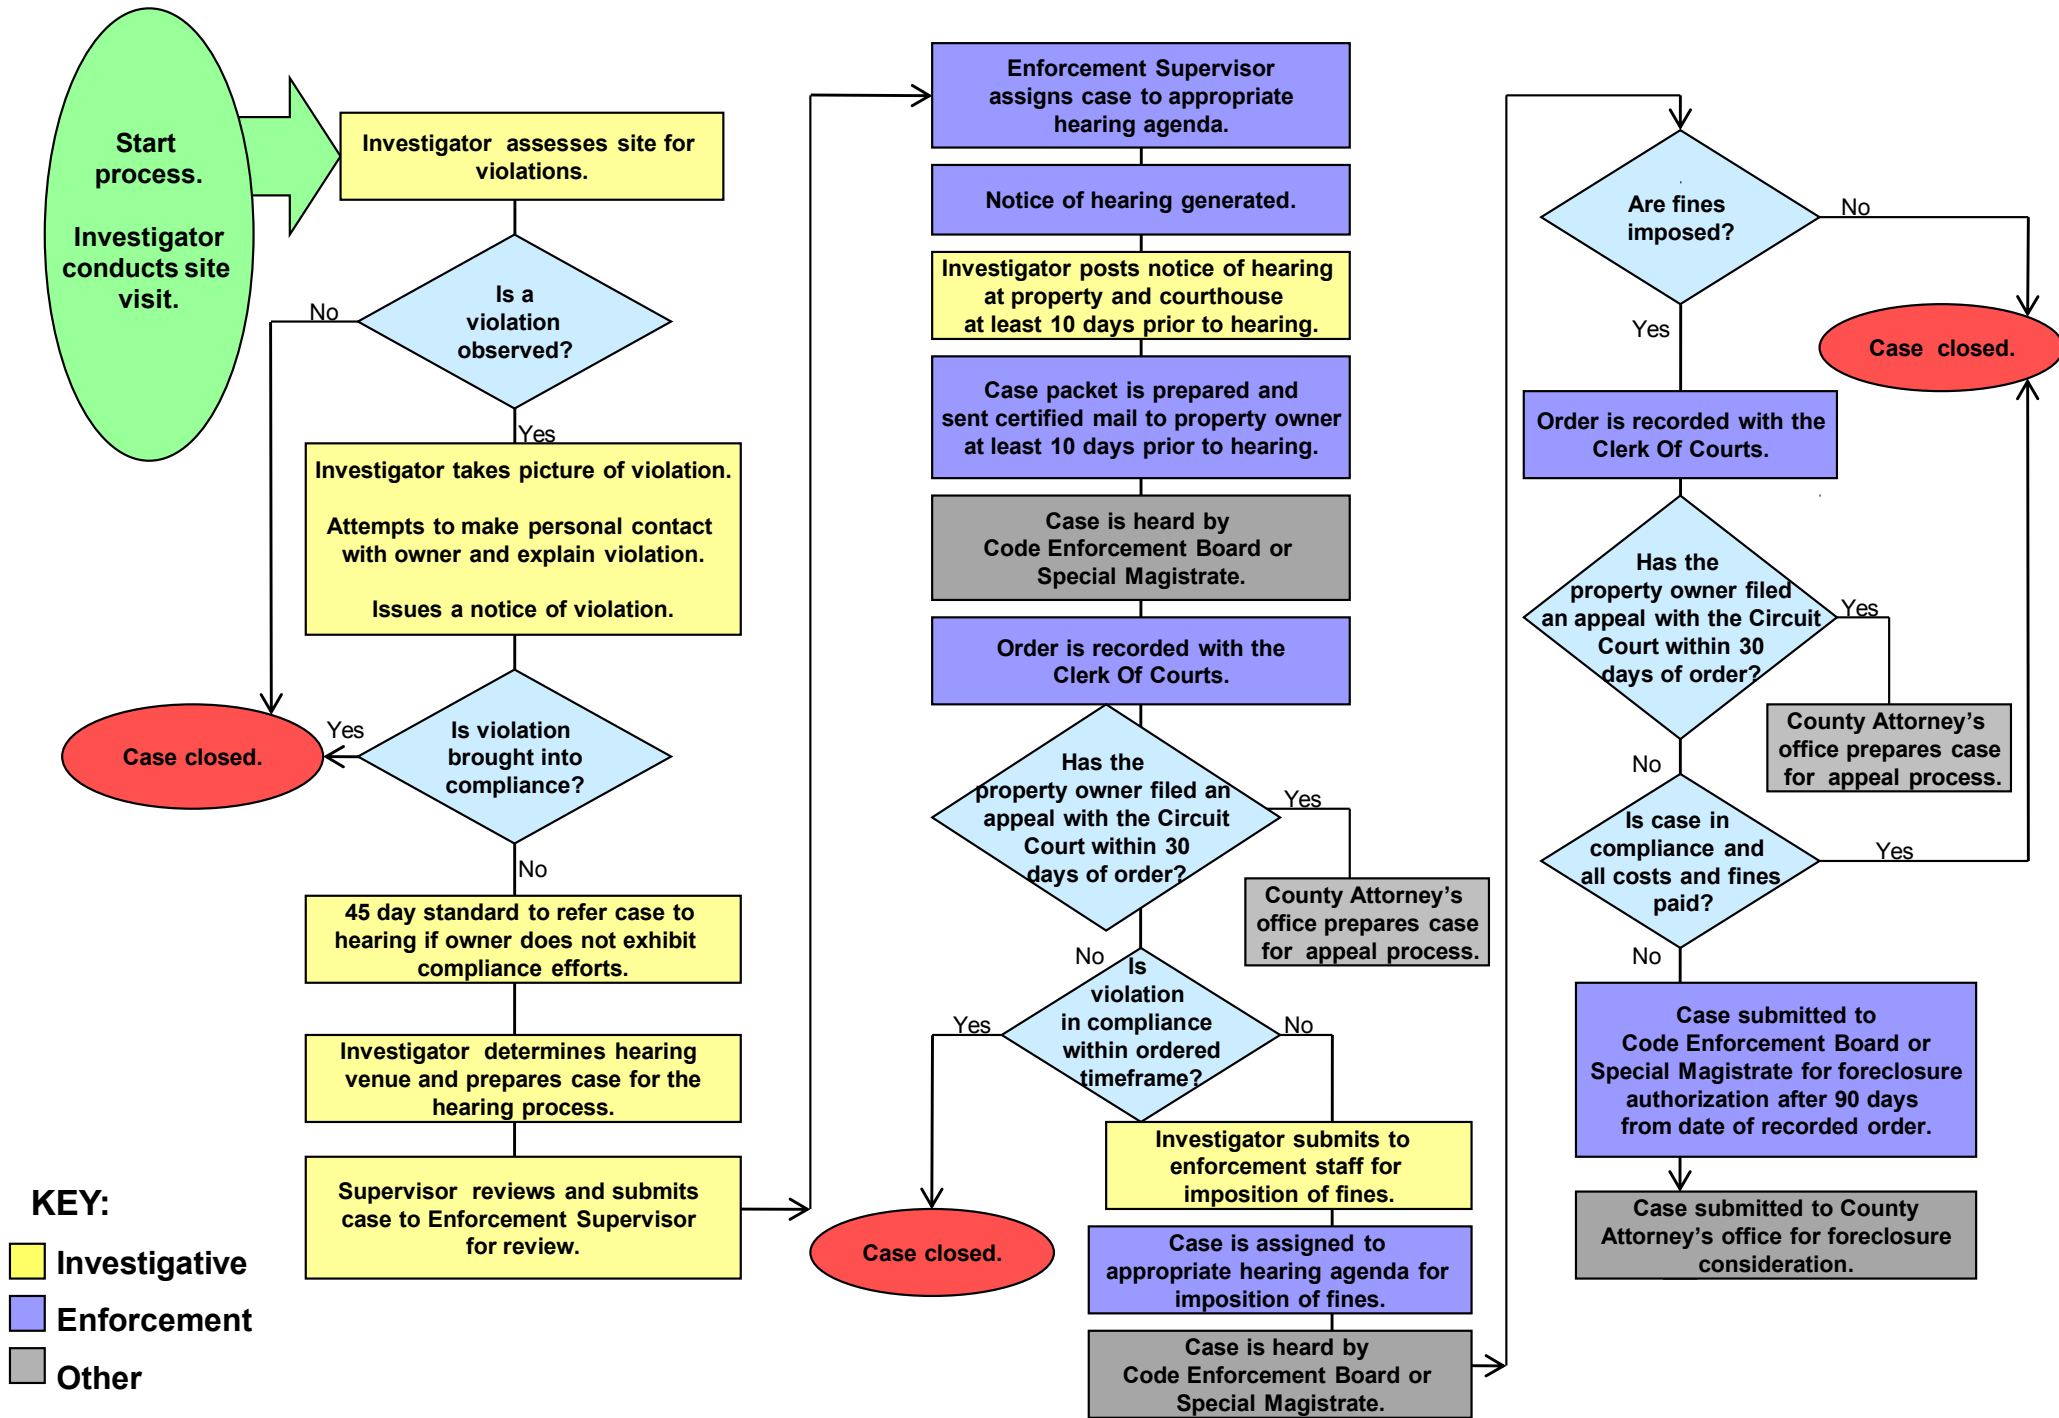 Start
process.
Investigator
conducts site
visit.
Investigator assesses site for
violations.
Is a
violation
observed?
No
Yes
Investigator takes picture of violation.
Attempts to make personal contact
with owner and explain violation.
Issues a notice of violation.
Is violation
brought into
compliance?
Yes
Case closed.
No
45 day standard to refer case to
hearing if owner does not exhibit
compliance efforts.
Investigator determines hearing
venue and prepares case for the
hearing process.
Supervisor reviews and submits
case to Enforcement Supervisor
for review.
KEY:
Investigative
Enforcement
Other
Enforcement Supervisor
assigns case to appropriate
hearing agenda.
Notice of hearing generated.
Investigator posts notice of hearing
at property and courthouse
at least 10 days prior to hearing.
Case packet is prepared and
sent certified mail to property owner
at least 10 days prior to hearing.
Case is heard by
Code Enforcement Board or
Special Magistrate.
Order is recorded with the
Clerk Of Courts.
Has the
property owner filed an
appeal with the Circuit
Court within 30
days of order?
Yes
County Attorney's
office prepares case
for appeal process.
No
Is
violation
in compliance
within ordered
timeframe?
Yes
No
Case closed.
Investigator submits to
enforcement staff for
imposition of fines.
Case is assigned to
appropriate hearing agenda for
imposition of fines.
Case is heard by
Code Enforcement Board or
Special Magistrate.
Are fines
imposed?
No
Yes
Case closed.
Order is recorded with the
Clerk Of Courts.
Has the
property owner filed
an appeal with the Circuit
Court within 30
days of order?
Yes
County Attorney's
office prepares case
for appeal process.
No
Is case in
compliance and
all costs and fines
paid?
Yes
No
Case submitted to
Code Enforcement Board or
Special Magistrate for foreclosure
authorization after 90 days
from date of recorded order.
Case submitted to County
Attorney's office for foreclosure
consideration.